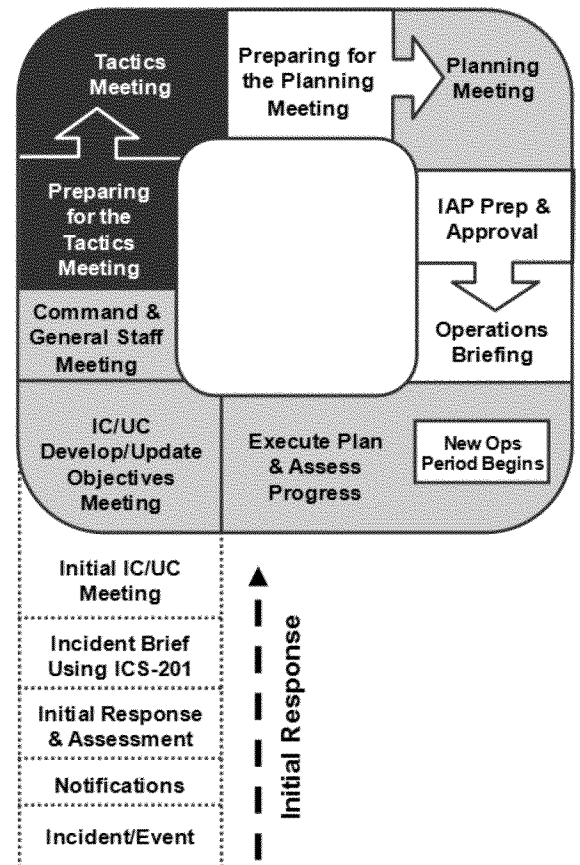 Tactics
Meeting
Preparing for
the Planning
Meeting
Planning
Meeting
Preparing
for the
Tactics
Meeting
IAP Prep &
Approval
Command &
General Staff
Meeting
Operations
Briefing
IC/UC
Develop/Update
Objectives
Meeting
Execute Plan
& Assess
Progress
New Ops
Period Begins
Initial IC/UC
Meeting
Incident Brief
Using ICS-201
Initial Response
& Assessment
Notifications
Incident/Event
Initial Response